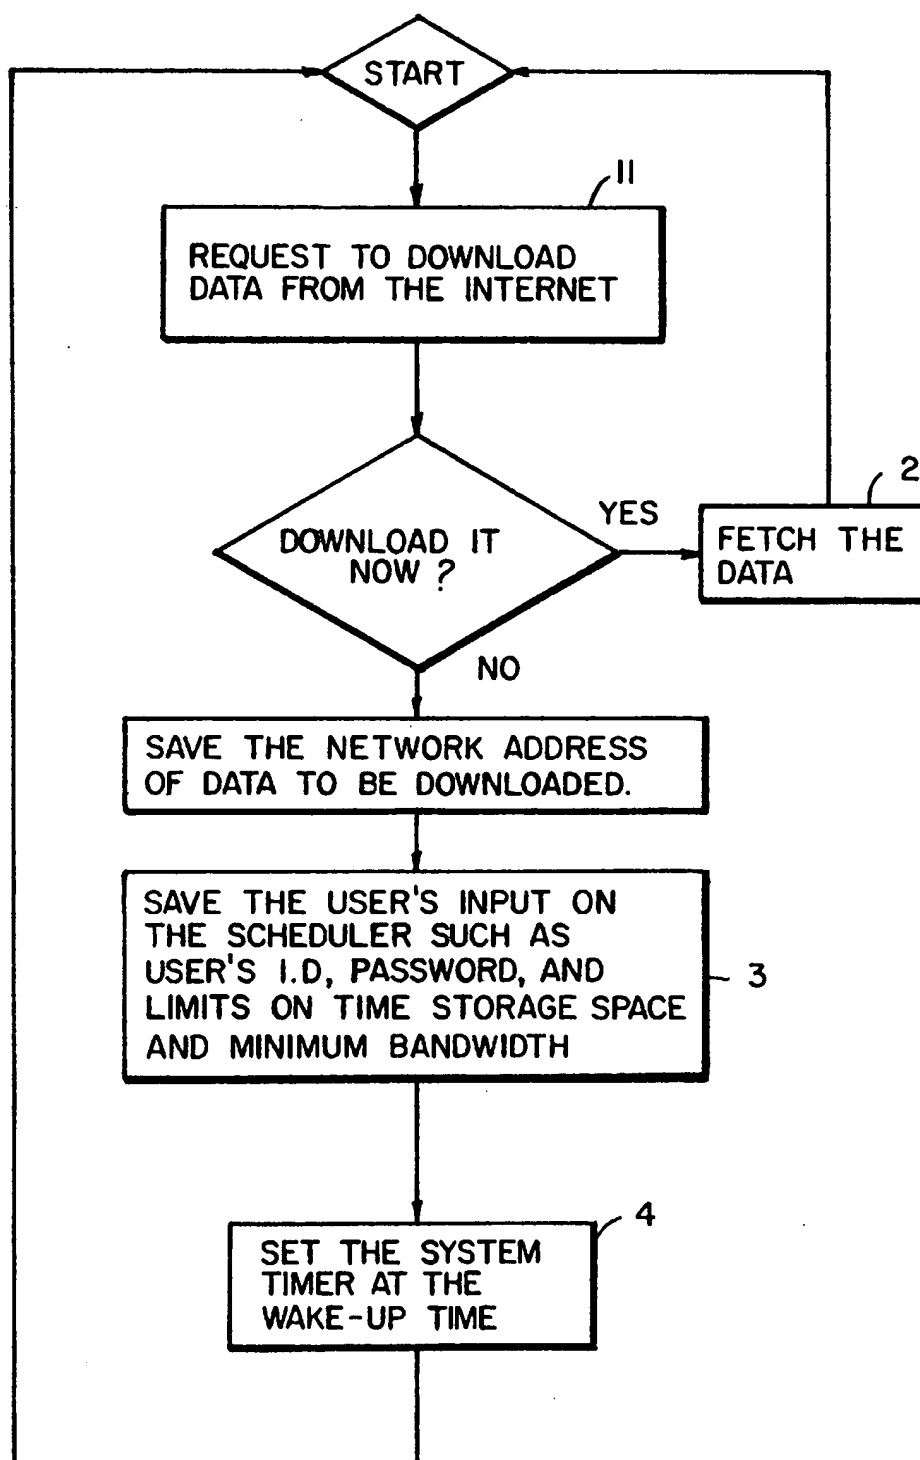 START
11
REQUEST TO DOWNLOAD
DATA FROM THE INTERNET
DOWNLOAD IT
NOW ?
YES
2
FETCH THE
DATA
NO
SAVE THE NETWORK ADDRESS
OF DATA TO BE DOWNLOADED.
SAVE THE USER'S INPUT ON
THE SCHEDULER SUCH AS
USER'S I.D, PASSWORD, AND
LIMITS ON TIME STORAGE SPACE
AND MINIMUM BANDWIDTH
3
4
SET THE SYSTEM
TIMER AT THE
WAKE-UP TIME